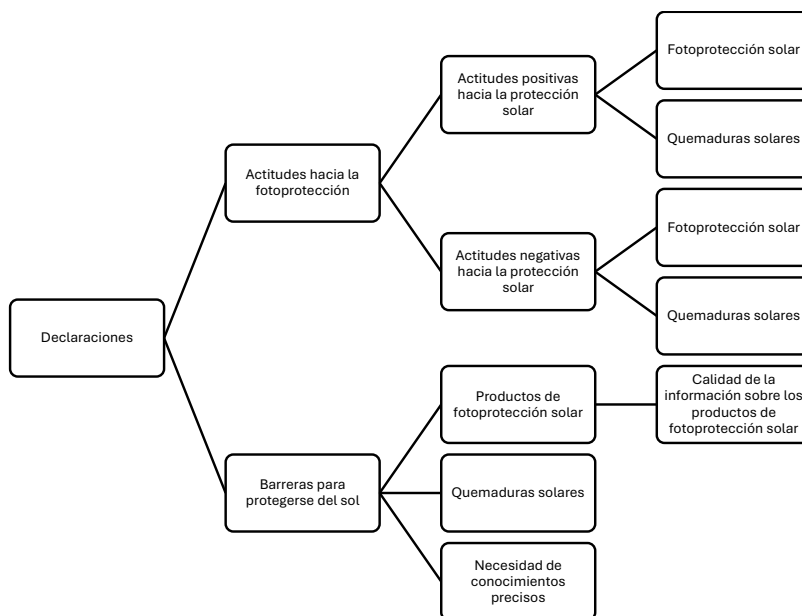 Declaraciones
Actitudes hacia la
fotoprotección
Actitudes positivas
hacia la protección
solar
Fotoprotección solar
Quemaduras solares
Actitudes negativas
hacia la protección
solar
Fotoprotección solar
Quemaduras solares
Barreras para
protegerse del sol
Productos de
fotoprotección solar
Calidad de la
información sobre los
productos de
fotoprotección solar
Quemaduras solares
Necesidad de
conocimientos
precisos